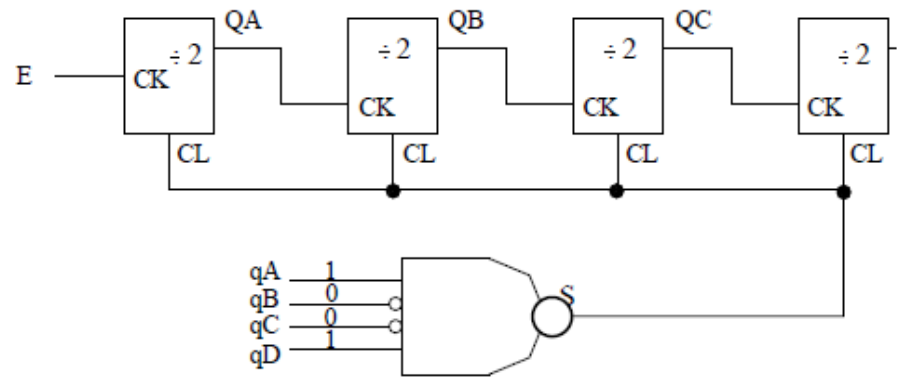 QA QB QC
÷ 2 ÷ 2 ÷ 2 ÷ 2
E CK CK CK CK
CL CL CL CL
qA 1
qB 0
qC 0
qD 1
S